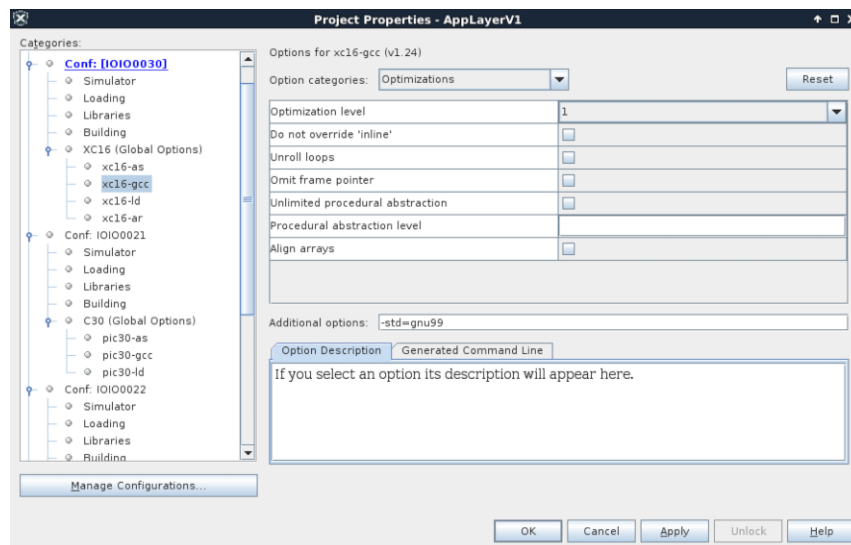 Project Properties - AppLayerV1
Categories:
Conf: [IOIO0030]
Simulator
Loading
Libraries
Building
XC16 (Global Options)
xc16-as
xc16-gcc
xc16-ld
xc16-ar
Conf: IOIO0021
Simulator
Loading
Libraries
Building
C30 (Global Options)
pic30-as
pic30-gcc
pic30-ld
Conf: IOIO0022
Simulator
Loading
Libraries
Building
Manage Configurations...
Options for xc16-gcc (v1.24)
Option categories: Optimizations Reset
Optimization level 1
Do not override 'inline'
Unroll loops
Omit frame pointer
Unlimited procedural abstraction
Procedural abstraction level
Align arrays
Additional options: -std=gnu99
Option Description Generated Command Line
If you select an option its description will appear here.
OK Cancel Apply Unlock Help